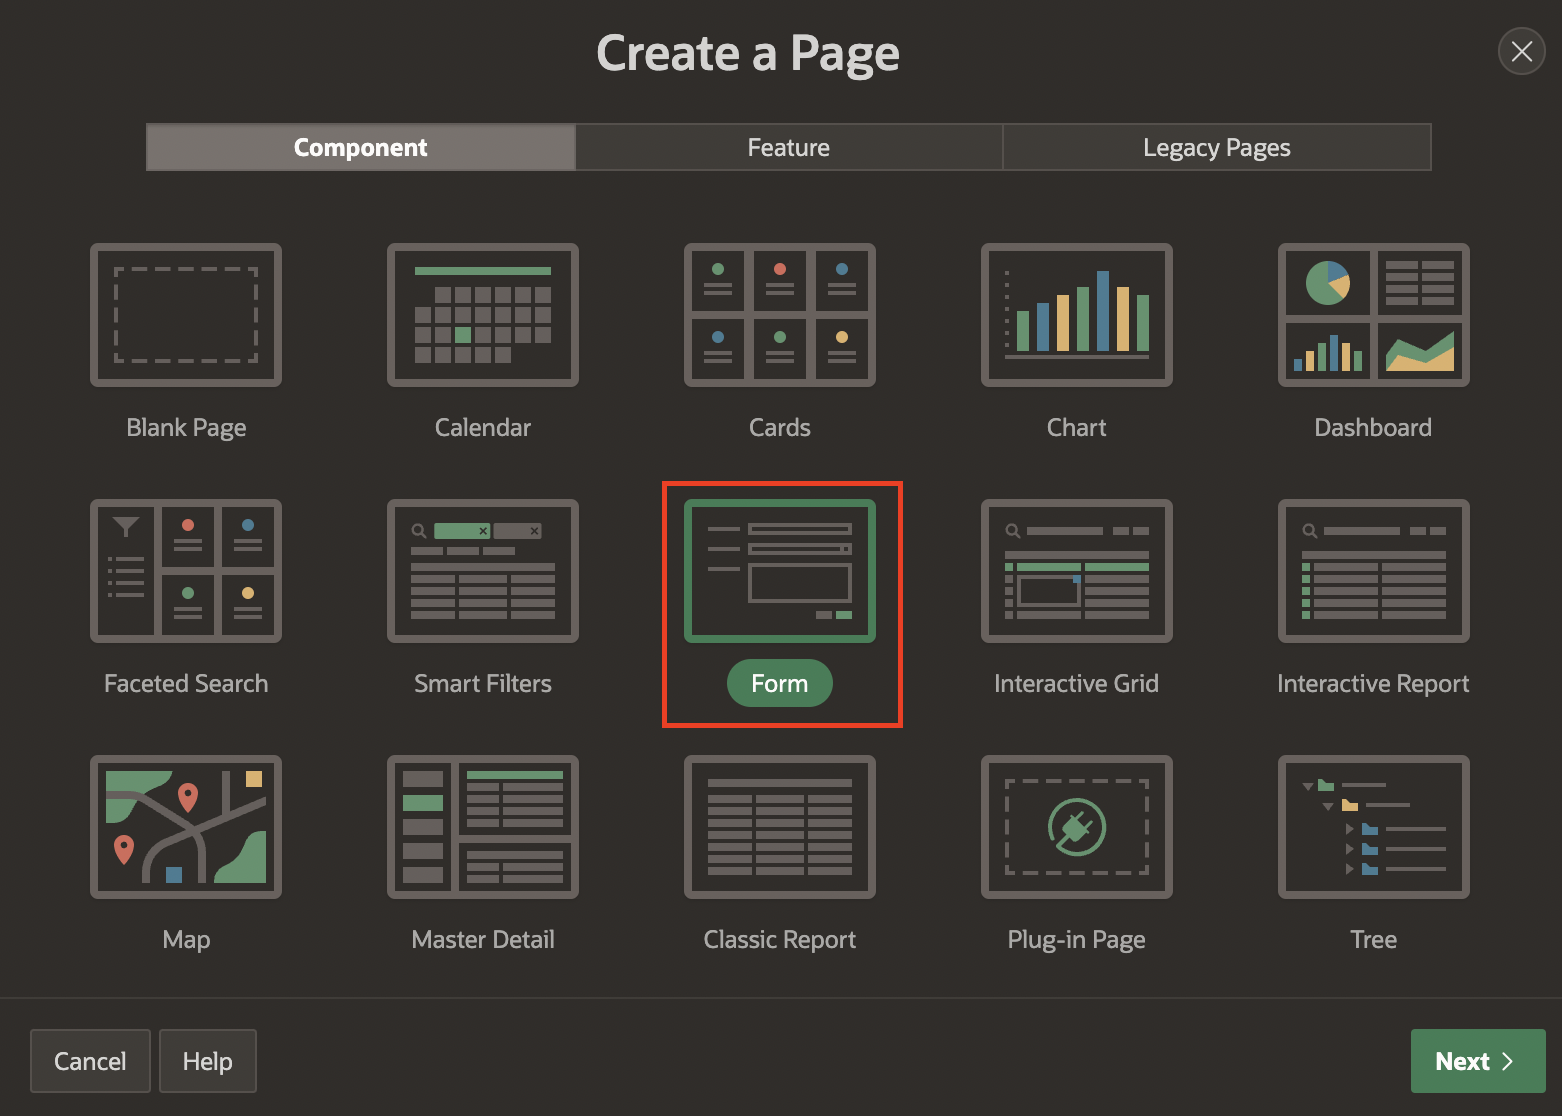 Create a Page
Component
Feature
Legacy Pages
Blank Page
Calendar
Cards
Chart
Dashboard
Faceted Search
Smart Filters
Form
Interactive Grid
Interactive Report
Map
Master Detail
Classic Report
Plug-in Page
Tree
Cancel
Help
Next